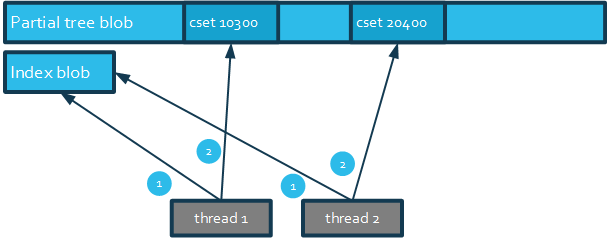 Partial tree blob
cset 10300
cset 20400
Index blob
2
2
1
1
thread 1
thread 2